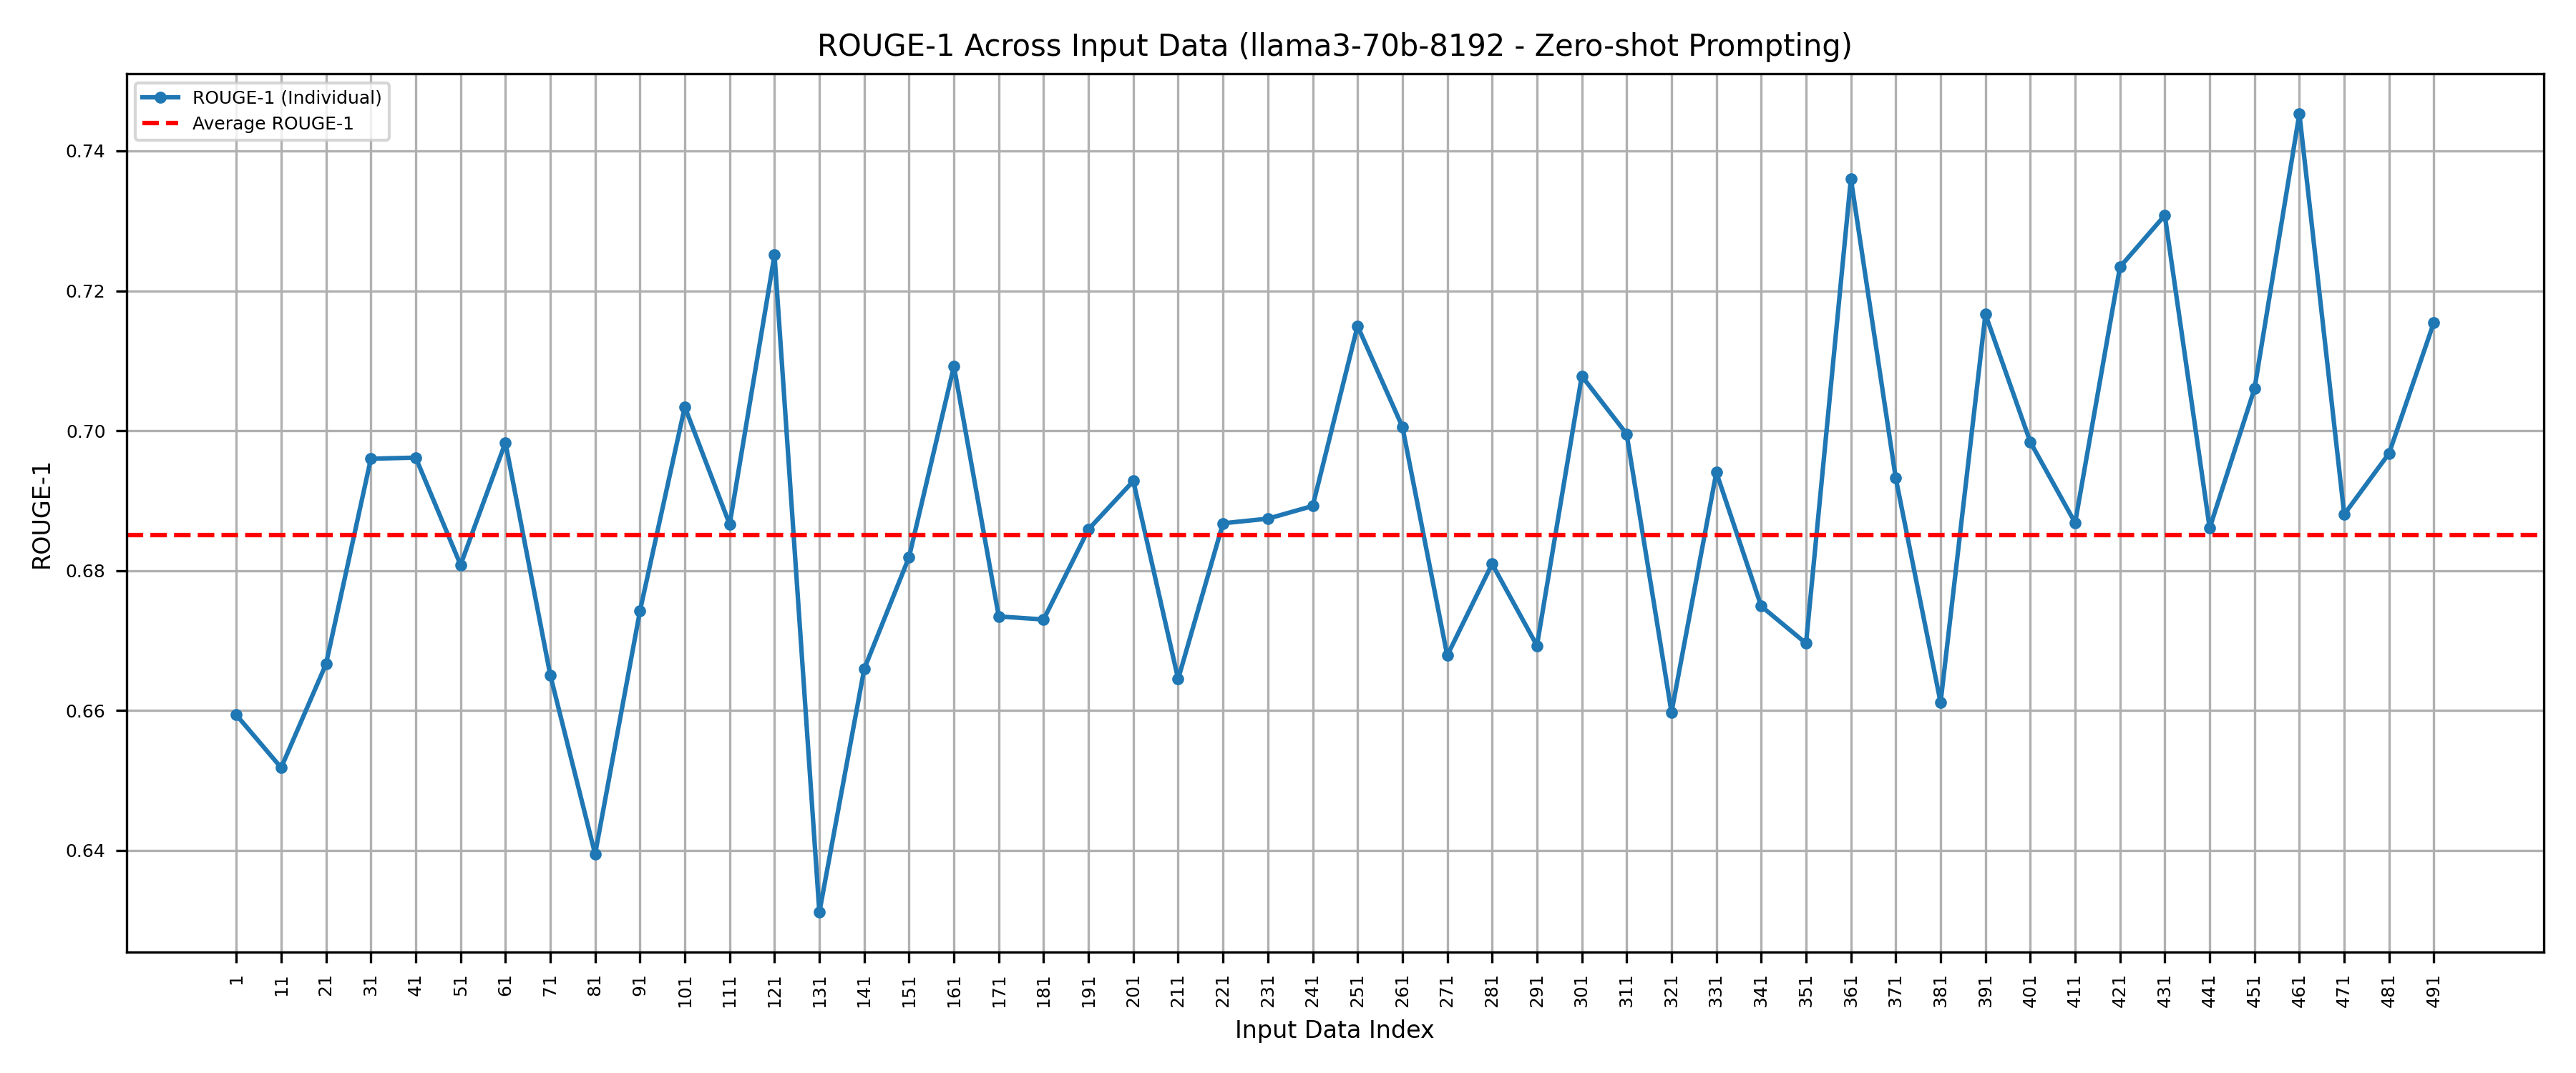 ROUGE-1 Across Input Data (llama3-70b-8192 - Zero-shot Prompting)
ROUGE-1 (Individual)
Average ROUGE-1
0.74
0.72
0.70
0.68
0.66
0.64
ROUGE-1
1 11 21 31 41 51 61 71 81 91 101 111 121 131 141 151 161 171 181 191 201 211 221 231 241 251 261 271 281 291 301 311 321 331 341 351 361 371 381 391 401 411 421 431 441 451 461 471 481 491
Input Data Index